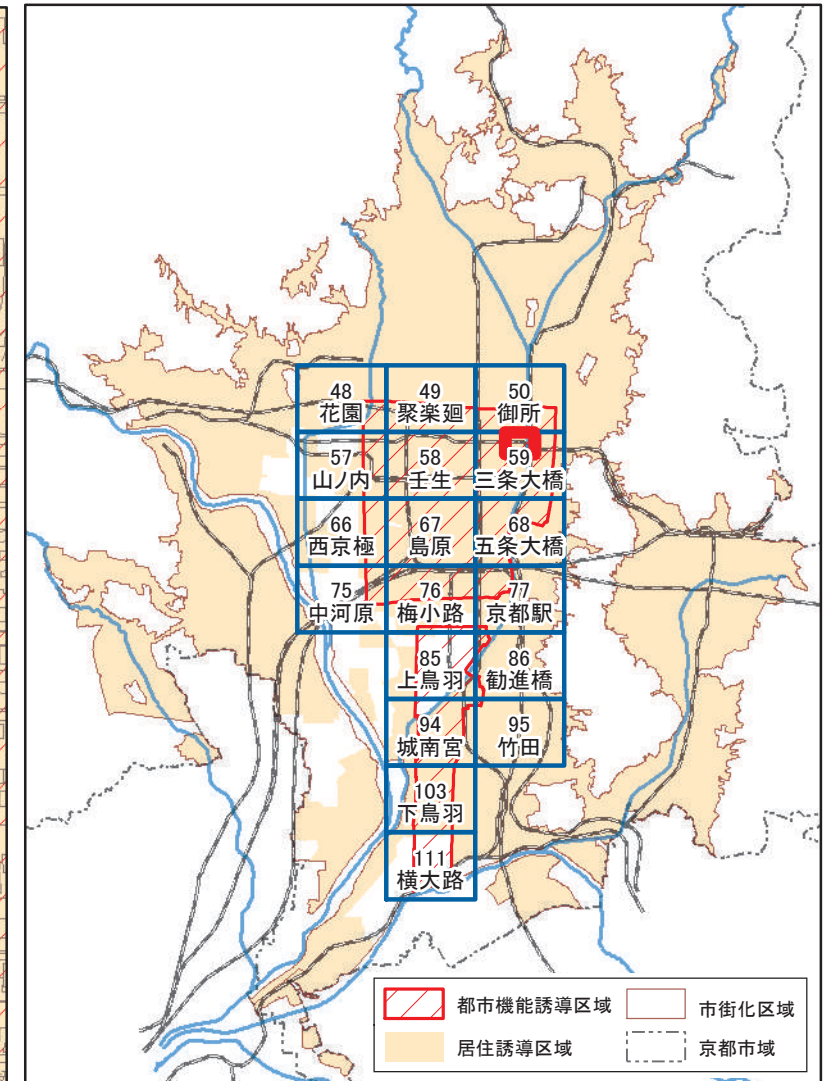 48
花園
49
聚楽廻
50
御所
57
山ノ内
58
壬生
59
三条大橋
66
西京極
67
島原
68
五条大橋
75
中河原
76
梅小路
77
京都駅
85
上鳥羽
86
勧進橋
94
城南宮
95
竹田
103
下鳥羽
111
横大路
都市機能誘導区域
市街化区域
居住誘導区域
京都市域